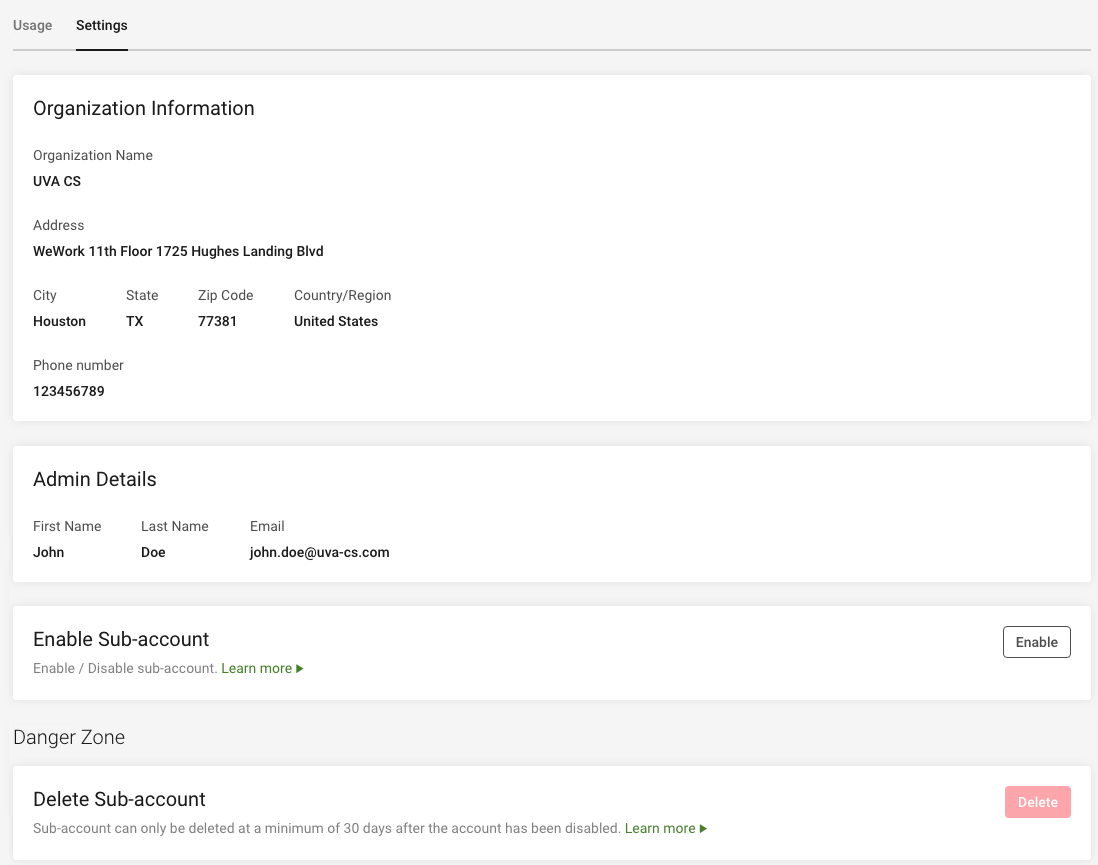 Usage Settings
Organization Information
Organization Name
UVA CS
Address
WeWork 11th Floor 1725 Hughes Landing Blvd
City State Zip Code Country/Region
Houston TX 77381 United States
Phone number
123456789
Admin Details
First Name Last Name Email
John Doe john.doe@uva-cs.com
Enable Sub-account
Enable
Enable / Disable sub-account. Learn more
Danger Zone
Delete Sub-account
Delete
Sub-account can only be deleted at a minimum of 30 days after the account has been disabled. Learn more